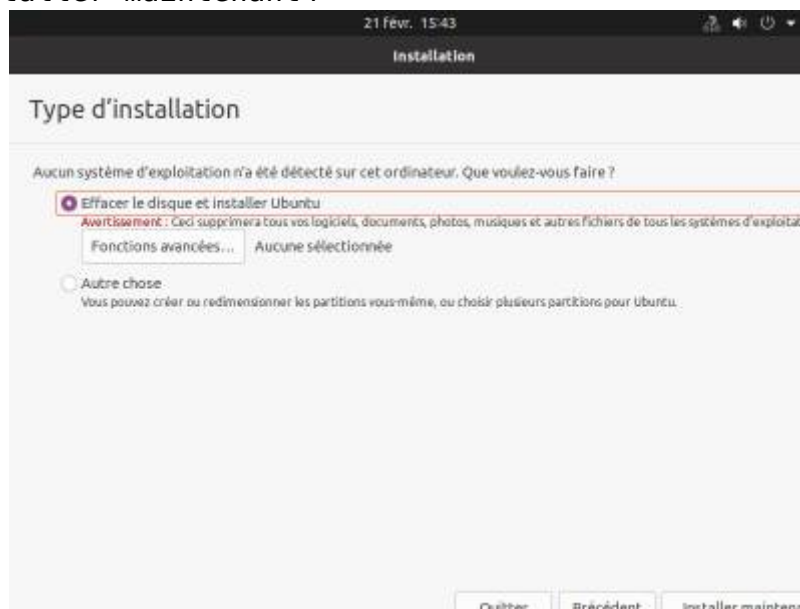 21 févr. 15:43
Installation
Type d'installation
Aucun système d'exploitation n'a été détecté sur cet ordinateur. Que voulez-vous faire ?
Effacer le disque et installer Ubuntu
Avertissement : Ceci supprimera tous vos logiciels, documents, photos, musiques et autres fichiers de tous les systèmes d'exploitat
Fonctions avancées... Aucune sélectionnée
Autre chose
Vous pouvez créer ou redimensionner les partitions vous-même, ou choisir plusieurs partitions pour Ubuntu.
Quitter Précédent Installer mainten